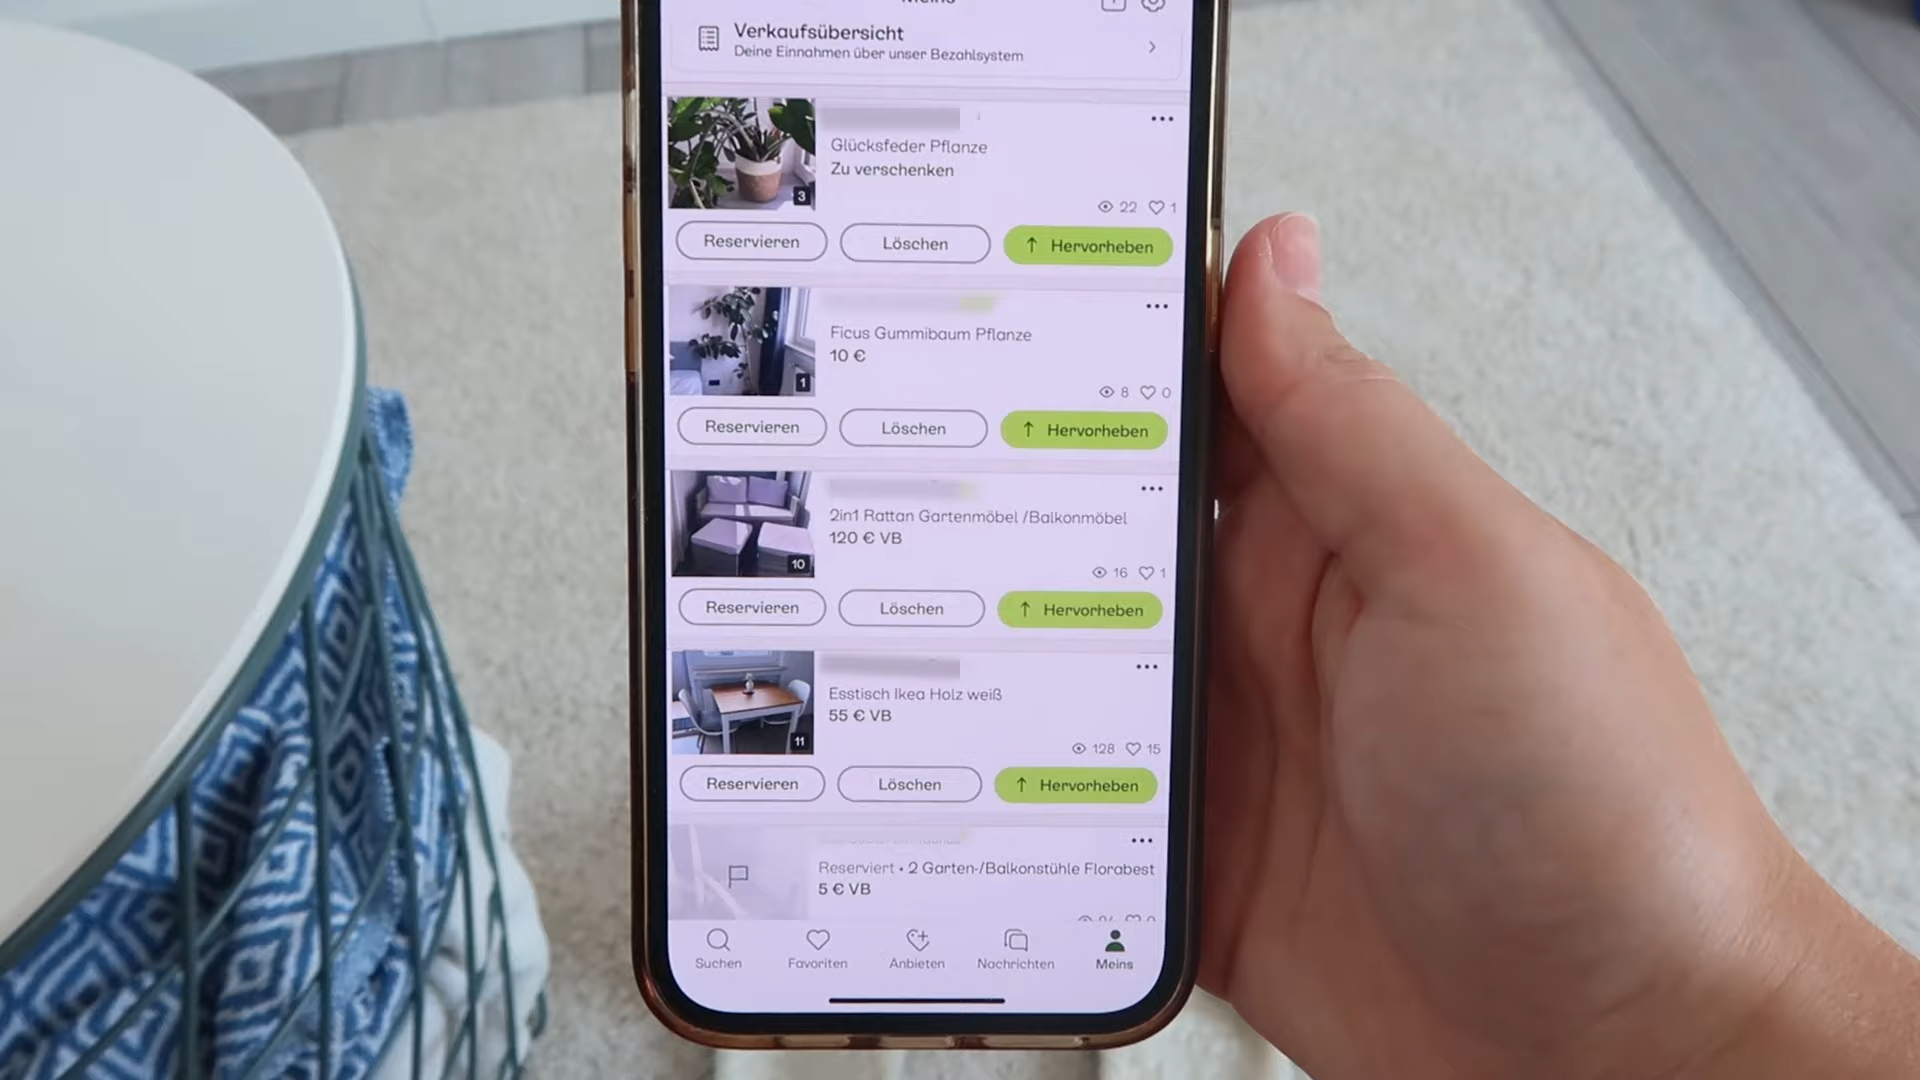 Meins
Verkaufsübersicht
Deine Einnahmen über unser Bezahlsystem
Glücksfeder Pflanze
Zu verschenken
3
22 1
Reservieren Löschen Hervorheben
Ficus Gummibaum Pflanze
10 €
1
8 0
Reservieren Löschen Hervorheben
2in1 Rattan Gartenmöbel /Balkonmöbel
120 € VB
10
16 1
Reservieren Löschen Hervorheben
Esstisch Ikea Holz weiß
55 € VB
11
128 15
Reservieren Löschen Hervorheben
Reserviert • 2 Garten-/Balkonstühle Florabest
5 € VB
Suchen Favoriten Anbieten Nachrichten Meins